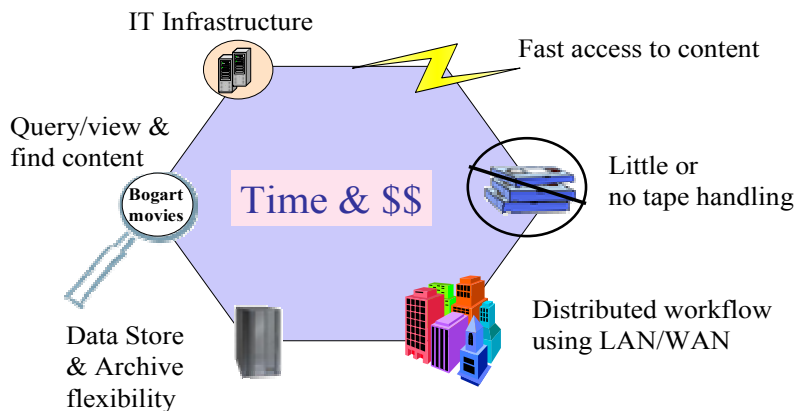 IT Infrastructure
Fast access to content
Query/view &
find content
Bogart
movies
Time & $$
Little or
no tape handling
Distributed workflow
using LAN/WAN
Data Store
& Archive
flexibility